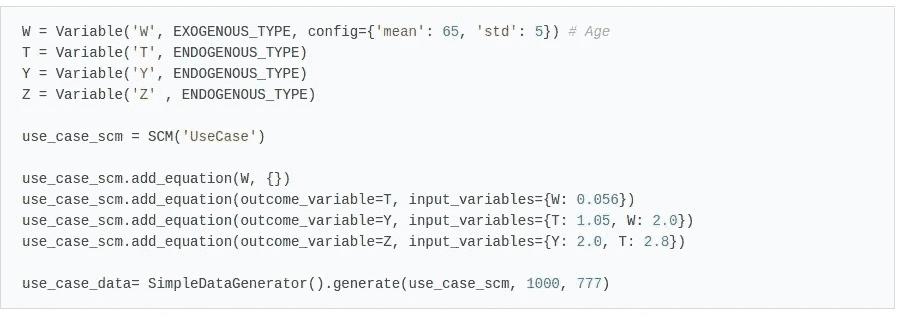 W = Variable('W', EXOGENOUS_TYPE, config={'mean': 65, 'std': 5}) # Age
T = Variable('T', ENDOGENOUS_TYPE)
Y = Variable('Y', ENDOGENOUS_TYPE)
Z = Variable('Z' , ENDOGENOUS_TYPE)
use_case_scm = SCM('UseCase')
use_case_scm.add_equation(W, {})
use_case_scm.add_equation(outcome_variable=T, input_variables={W: 0.056})
use_case_scm.add_equation(outcome_variable=Y, input_variables={T: 1.05, W: 2.0})
use_case_scm.add_equation(outcome_variable=Z, input_variables={Y: 2.0, T: 2.8})
use_case_data= SimpleDataGenerator().generate(use_case_scm, 1000, 777)